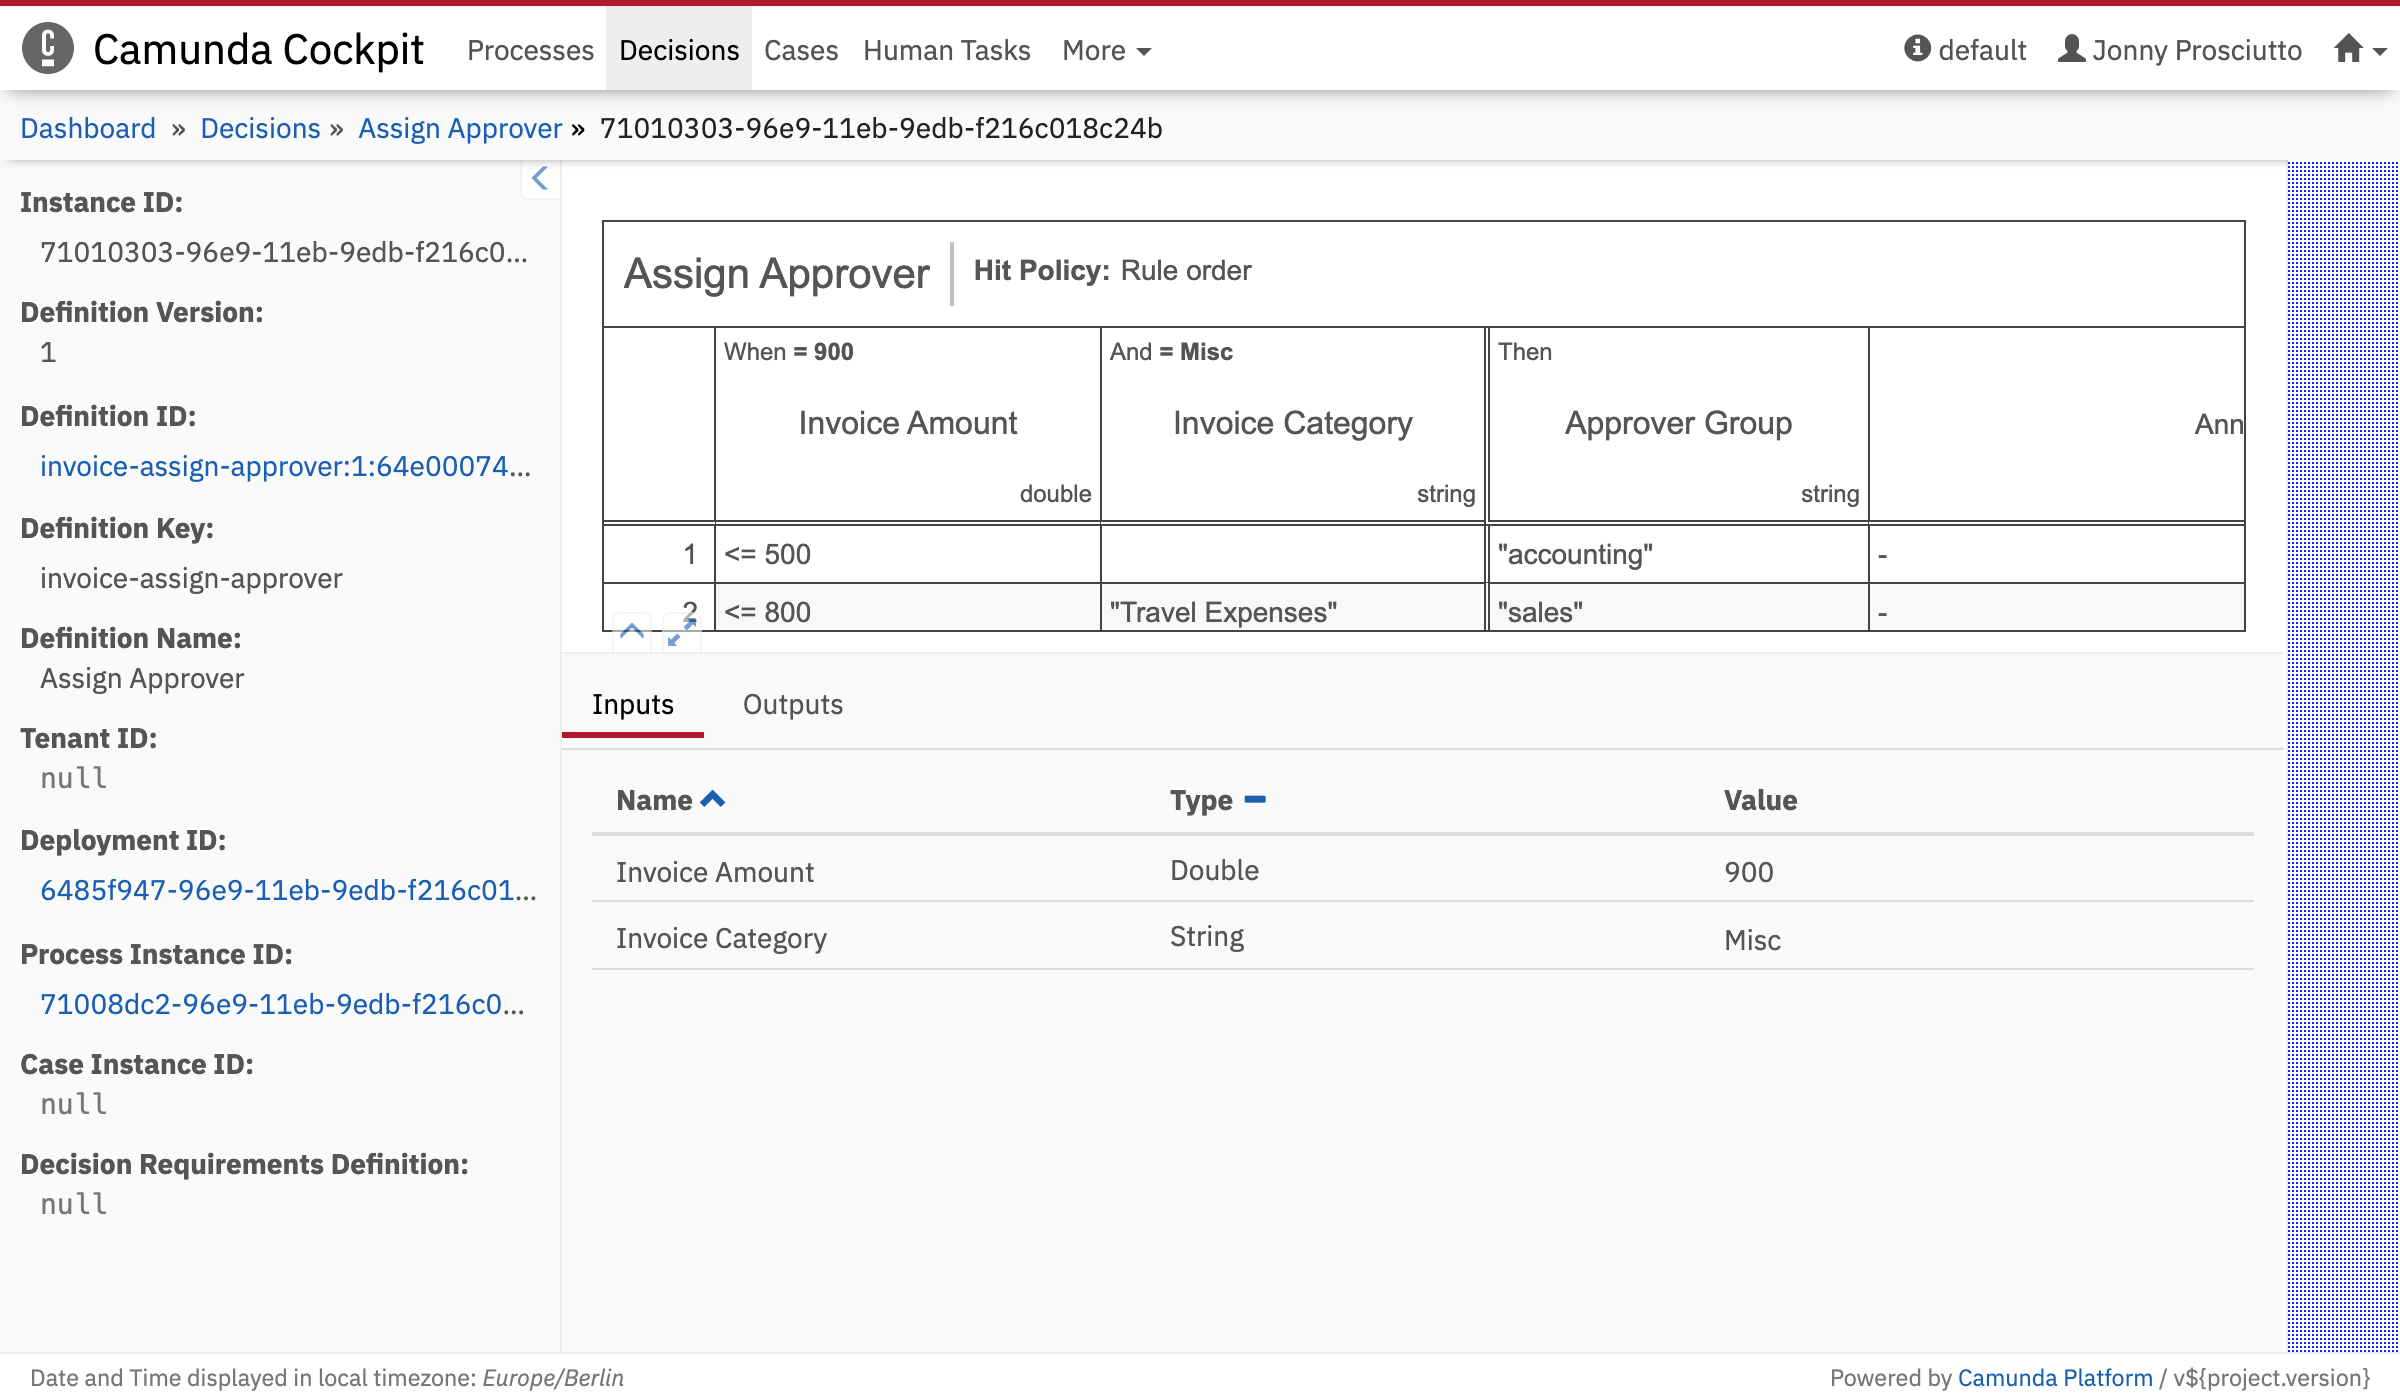 Camunda Cockpit Processes Decisions Cases Human Tasks More default Jonny Prosciutto
Dashboard » Decisions » Assign Approver » 71010303-96e9-11eb-9edb-f216c018c24b
Instance ID:
71010303-96e9-11eb-9edb-f216c0...
Definition Version:
1
Definition ID:
invoice-assign-approver:1:64e00074...
Definition Key:
invoice-assign-approver
Definition Name:
Assign Approver
Tenant ID:
null
Deployment ID:
6485f947-96e9-11eb-9edb-f216c01...
Process Instance ID:
71008dc2-96e9-11eb-9edb-f216c0...
Case Instance ID:
null
Decision Requirements Definition:
null
Assign Approver Hit Policy: Rule order
When = 900 And = Misc Then
Invoice Amount Invoice Category Approver Group Ann
double string string
1 <= 500 "accounting" -
2 <= 800 "Travel Expenses" "sales" -
Inputs Outputs
Name Type Value
Invoice Amount Double 900
Invoice Category String Misc
Date and Time displayed in local timezone: Europe/Berlin Powered by Camunda Platform / v${project.version}